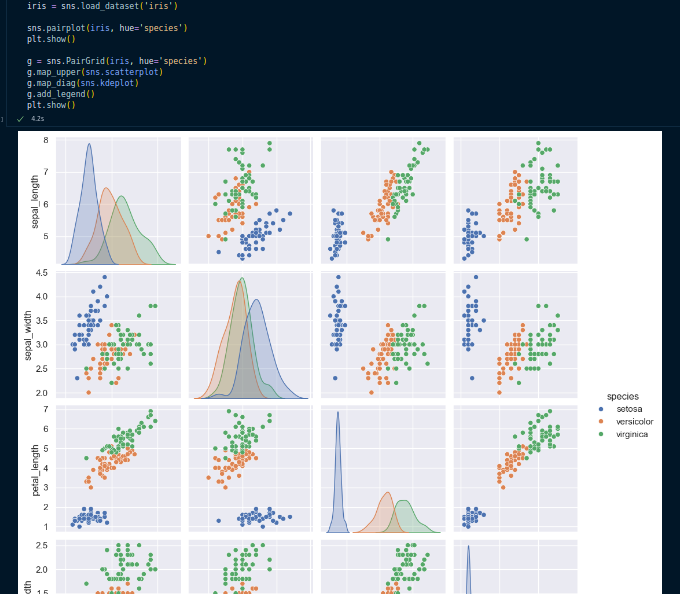 iris = sns.load_dataset('iris')
sns.pairplot(iris, hue='species')
plt.show()
g = sns.PairGrid(iris, hue='species')
g.map_upper(sns.scatterplot)
g.map_diag(sns.kdeplot)
g.add_legend()
plt.show()
4.2s
8
7
6
5
sepal_length
4.5
4.0
3.5
3.0
2.5
2.0
sepal_width
species
setosa
versicolor
virginica
7
6
5
4
3
2
1
petal_length
2.5
2.0
1.5